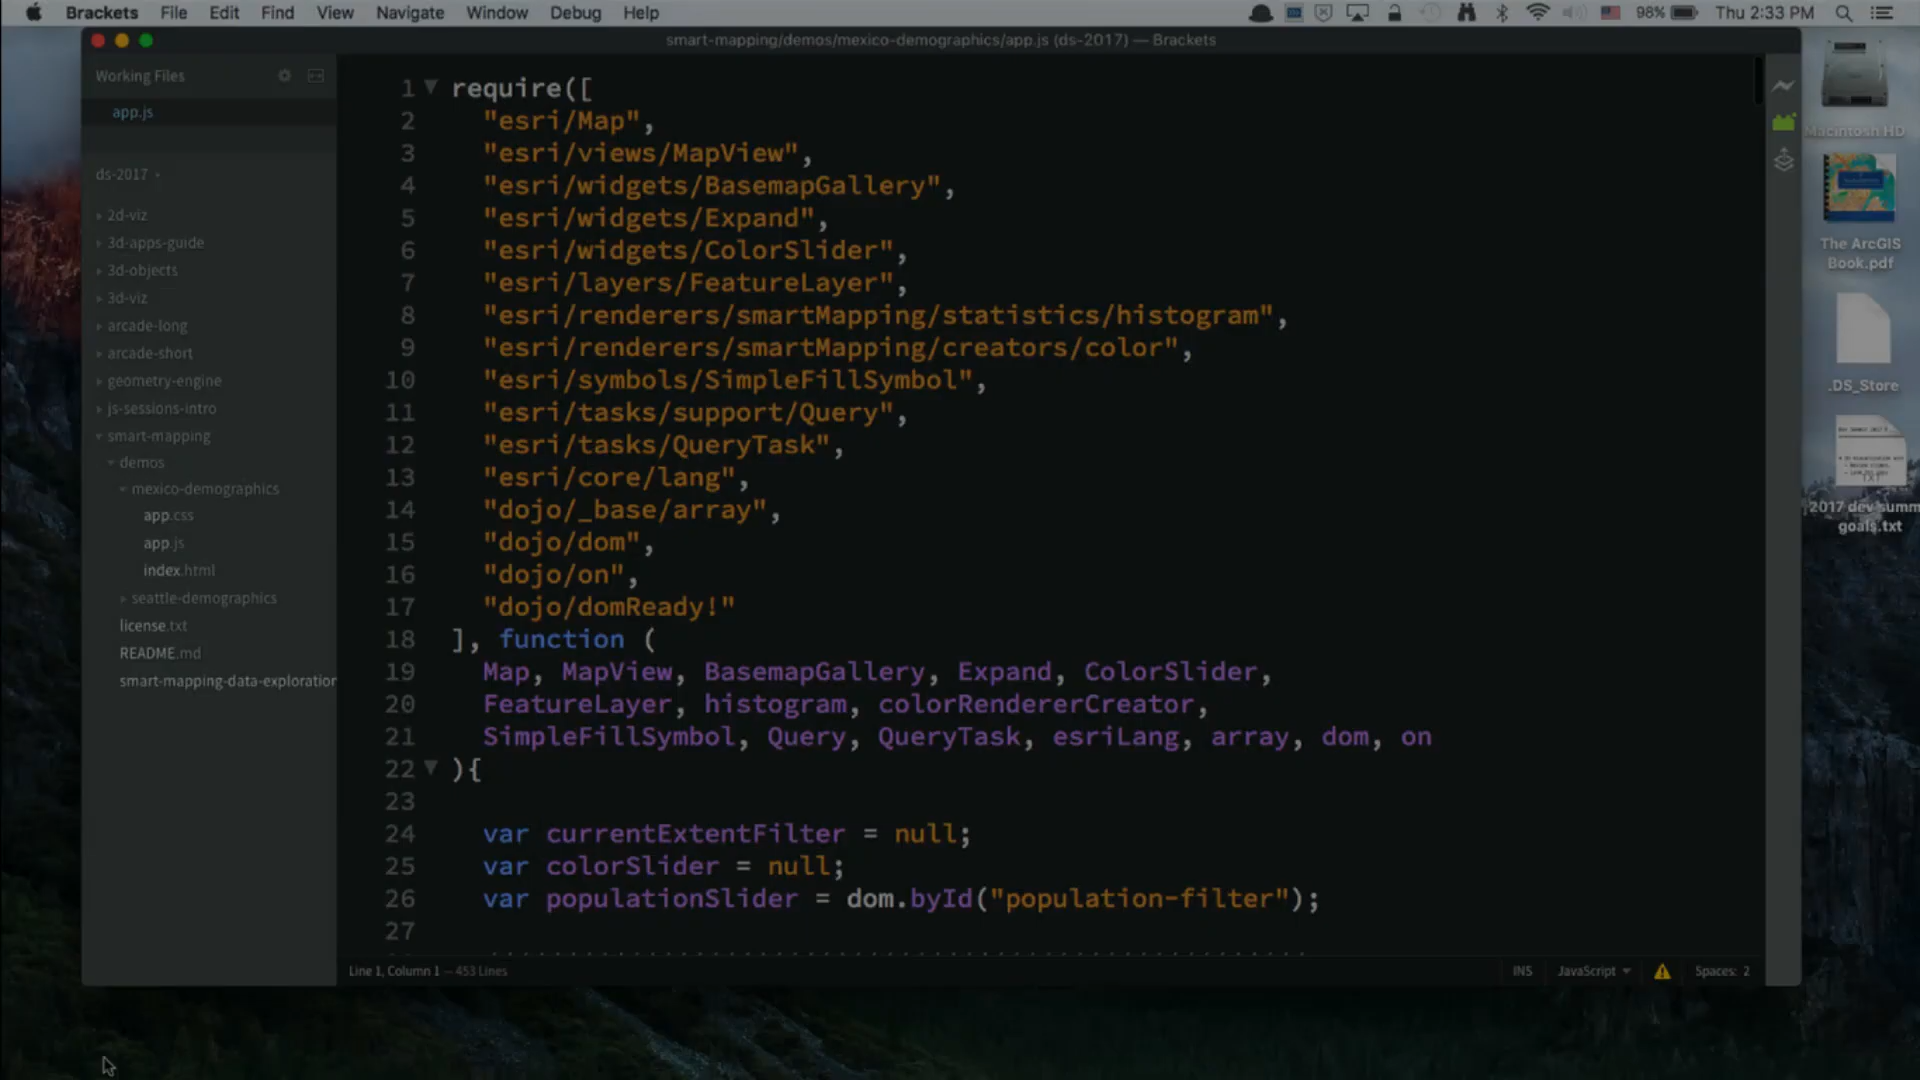 Brackets File Edit Find View Navigate Window Debug Help 98% Thu 2:33 PM
smart-mapping/demos/mexico-demographics/app.js (ds-2017) — Brackets
Working Files
app.js
ds-2017
2d-viz
3d-apps-guide
3d-objects
3d-viz
arcade-long
arcade-short
geometry-engine
js-sessions-intro
smart-mapping
demos
mexico-demographics
app.css
app.js
index.html
seattle-demographics
license.txt
README.md
smart-mapping-data-exploration
1 require([
2 "esri/Map",
3 "esri/views/MapView",
4 "esri/widgets/BasemapGallery",
5 "esri/widgets/Expand",
6 "esri/widgets/ColorSlider",
7 "esri/layers/FeatureLayer",
8 "esri/renderers/smartMapping/statistics/histogram",
9 "esri/renderers/smartMapping/creators/color",
10 "esri/symbols/SimpleFillSymbol",
11 "esri/tasks/support/Query",
12 "esri/tasks/QueryTask",
13 "esri/core/lang",
14 "dojo/_base/array",
15 "dojo/dom",
16 "dojo/on",
17 "dojo/domReady!"
18 ], function (
19 Map, MapView, BasemapGallery, Expand, ColorSlider,
20 FeatureLayer, histogram, colorRendererCreator,
21 SimpleFillSymbol, Query, QueryTask, esriLang, array, dom, on
22 ){
23
24 var currentExtentFilter = null;
25 var colorSlider = null;
26 var populationSlider = dom.byId("population-filter");
27
Line 1, Column 1 — 453 Lines
INS JavaScript Spaces: 2
Macintosh HD
The ArcGIS
Book.pdf
.DS_Store
TXT
2017 dev summ
goals.txt